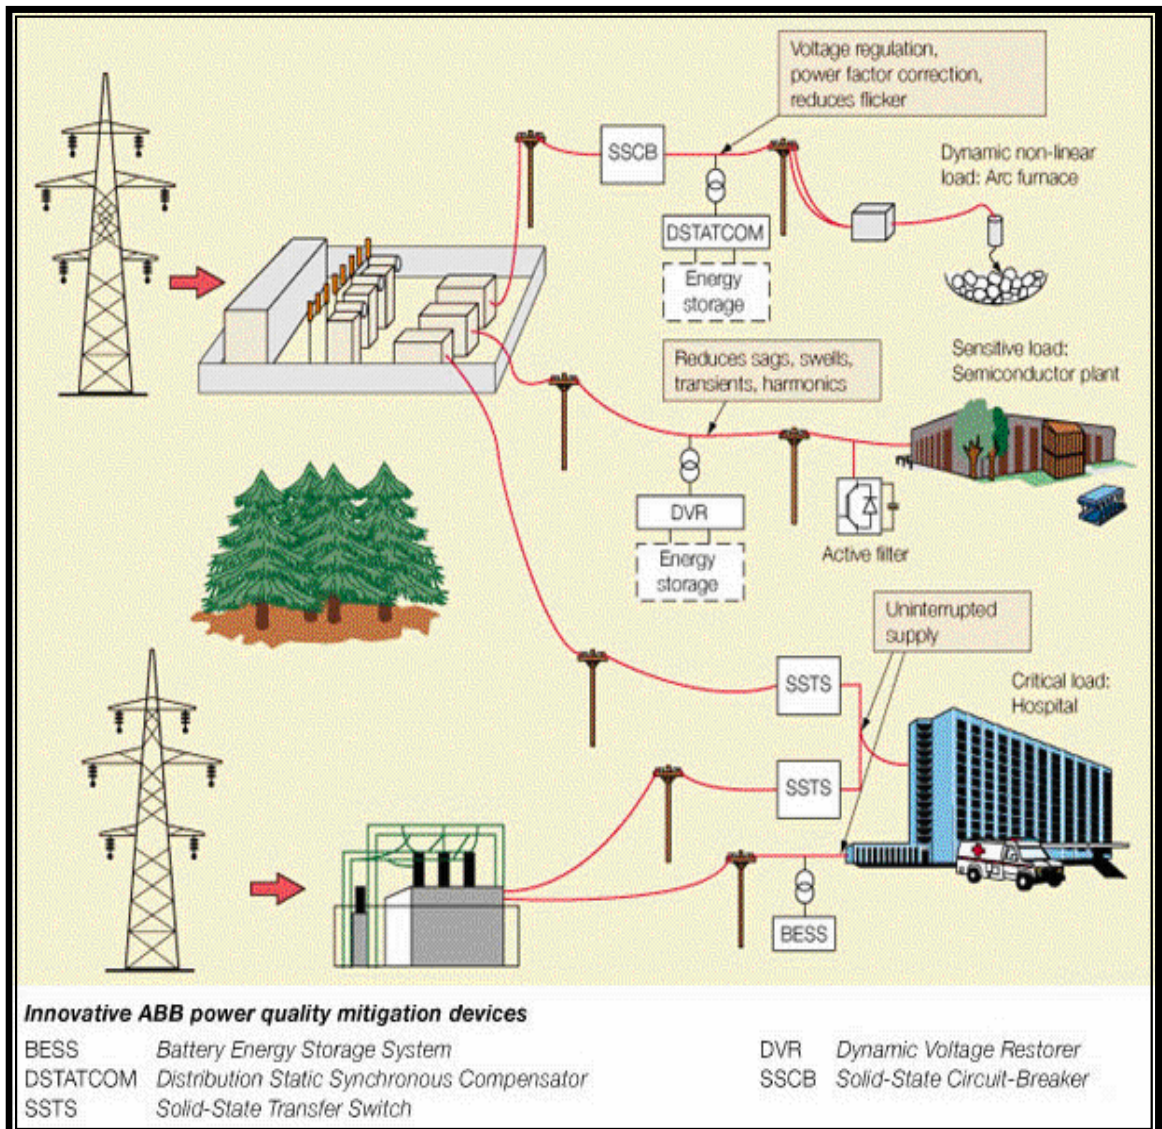 Voltage regulation,
power factor correction,
reduces flicker
SSCB
Dynamic non-linear
load: Arc furnace
DSTATCOM
Energy
storage
Reduces sags, swells,
transients, harmonics
Sensitive load:
Semiconductor plant
DVR
Energy
storage
Active filter
Uninterrupted
supply
SSTS
Critical load:
Hospital
SSTS
BESS
Innovative ABB power quality mitigation devices
BESS Battery Energy Storage System
DSTATCOM Distribution Static Synchronous Compensator
SSTS Solid-State Transfer Switch
DVR Dynamic Voltage Restorer
SSCB Solid-State Circuit-Breaker